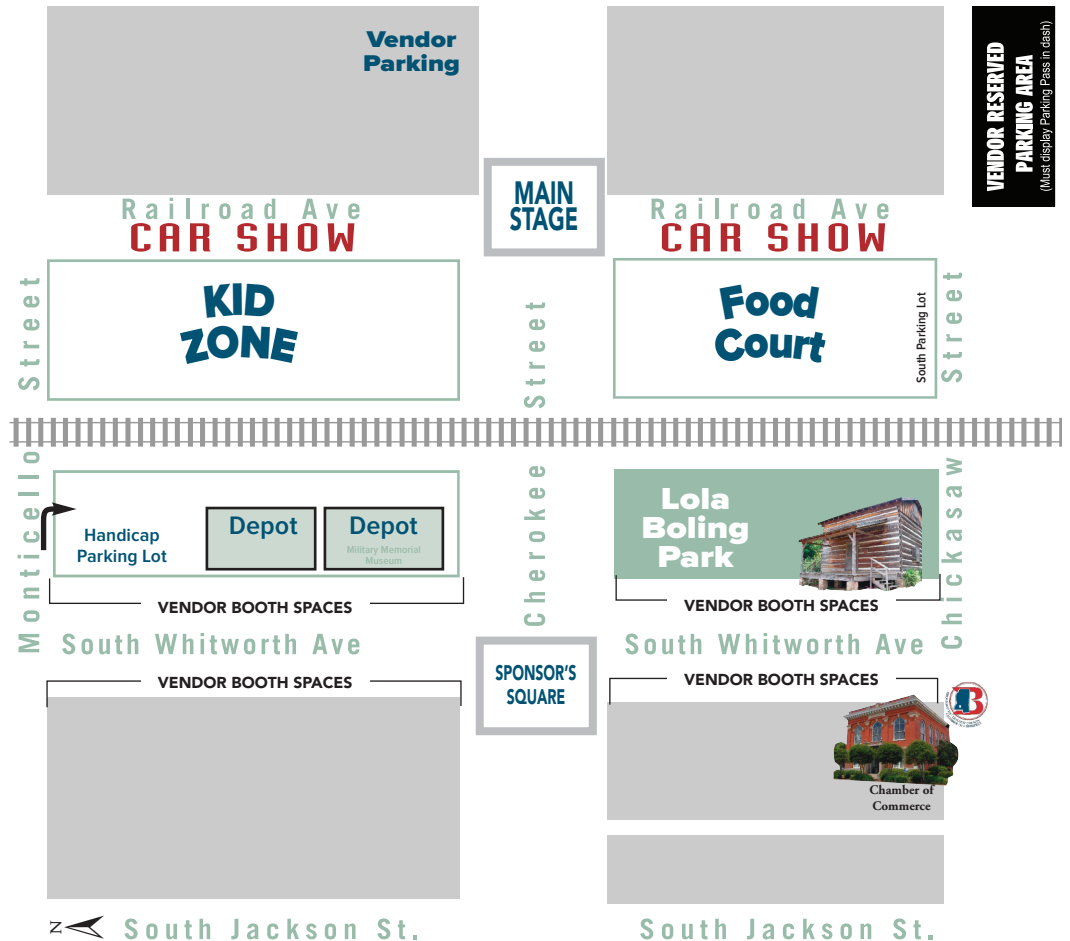 Vendor
Parking
VENDOR RESERVED
PARKING AREA
(Must display Parking Pass in dash)
MAIN
STAGE
Railroad Ave
CAR SHOW
Railroad Ave
CAR SHOW
Street
KID
ZONE
Street
Food
Court
South Parking Lot
Street
Monticello
Handicap
Parking Lot
Depot
Depot
Military Memorial
Museum
Cherokee
Lola
Boling
Park
Chickasaw
VENDOR BOOTH SPACES
VENDOR BOOTH SPACES
South Whitworth Ave
South Whitworth Ave
SPONSOR'S
SQUARE
VENDOR BOOTH SPACES
VENDOR BOOTH SPACES
B
Chamber of
Commerce
N
South Jackson St.
South Jackson St.